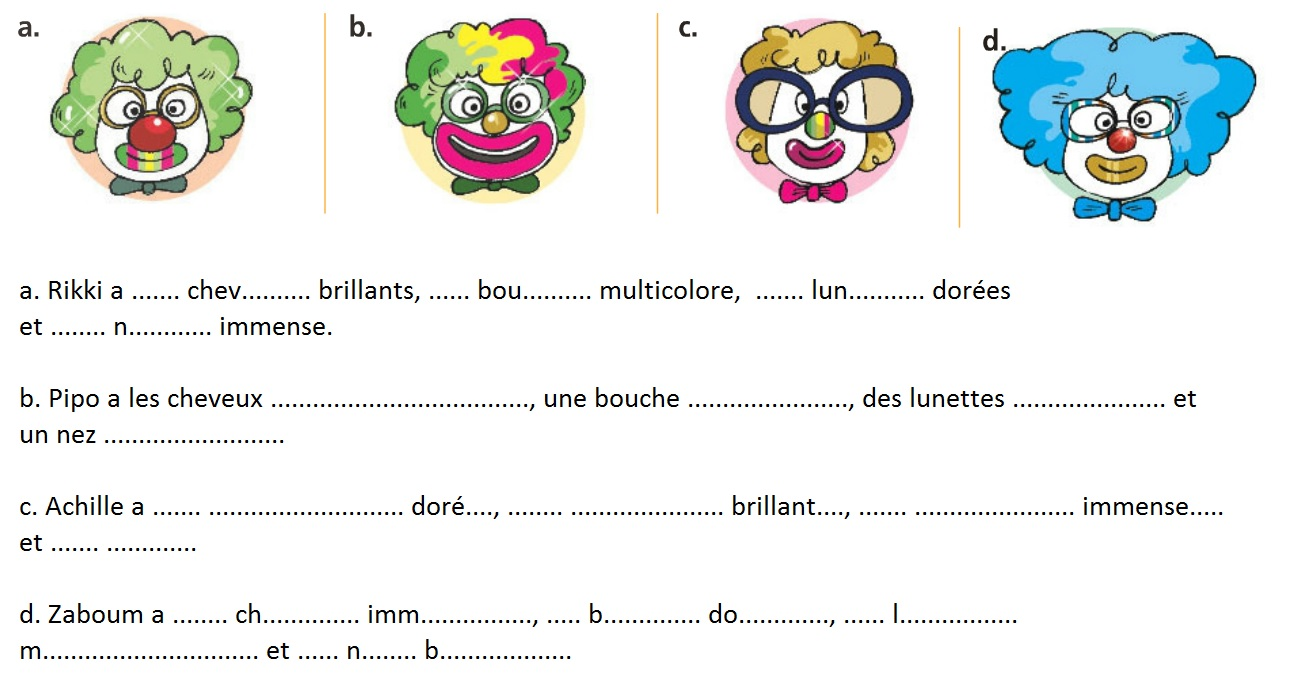 a. b. c. d.
a. Rikki a ....... chev.......... brillants, ...... bou.......... multicolore, ....... lun........... dorées
et ........ n............ immense.
b. Pipo a les cheveux ....................................., une bouche ......................., des lunettes ...................... et
un nez ..........................
c. Achille a ....... ............................ doré...., ........ ...................... brillant...., ....... ....................... immense.....
et ....... .............
d. Zaboum a ........ ch.............. imm................, ..... b.............. do............., ...... l.................
m............................... et ...... n........ b...................